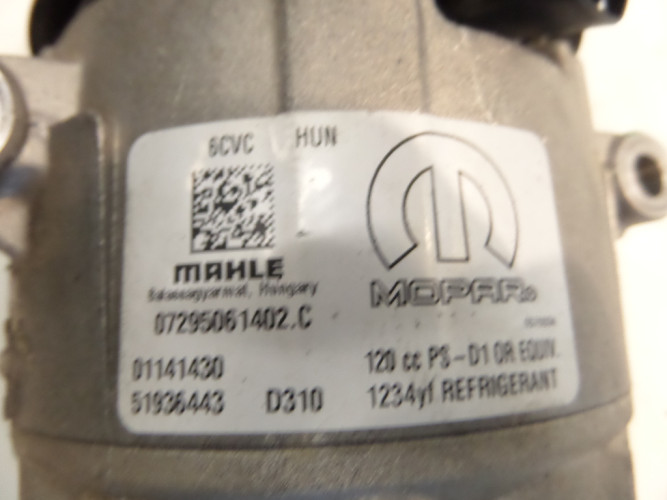 6CVC HUN
MAHLE
Balassagyarmat, Hungary
MOPAR®
07295061402.C
01141430
120 cc PS-D1 OR EQUIV.
51936443 D310
1234yf REFRIGERANT